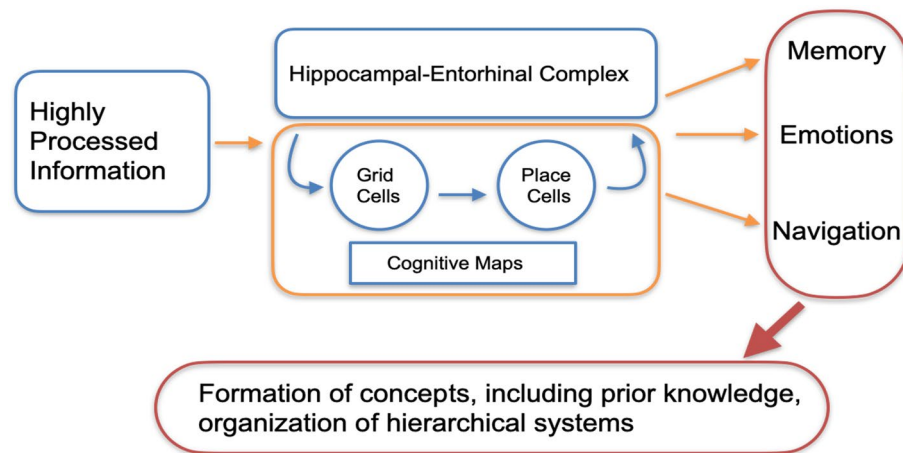 Highly
Processed
Information
Hippocampal-Entorhinal Complex
Grid
Cells
Place
Cells
Cognitive Maps
Memory
Emotions
Navigation
Formation of concepts, including prior knowledge,
organization of hierarchical systems